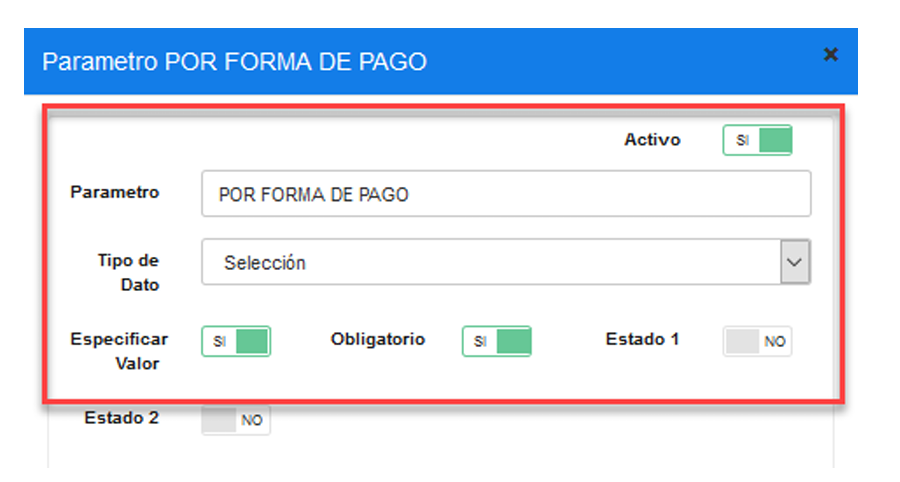 Parametro POR FORMA DE PAGO
Activo SI
Parametro POR FORMA DE PAGO
Tipo de
Dato
Selección
Especificar
Valor
SI
Obligatorio SI
Estado 1 NO
Estado 2 NO